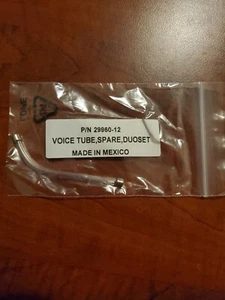 P/N 29960-12
VOICE TUBE,SPARE,DUOSET
MADE IN MEXICO